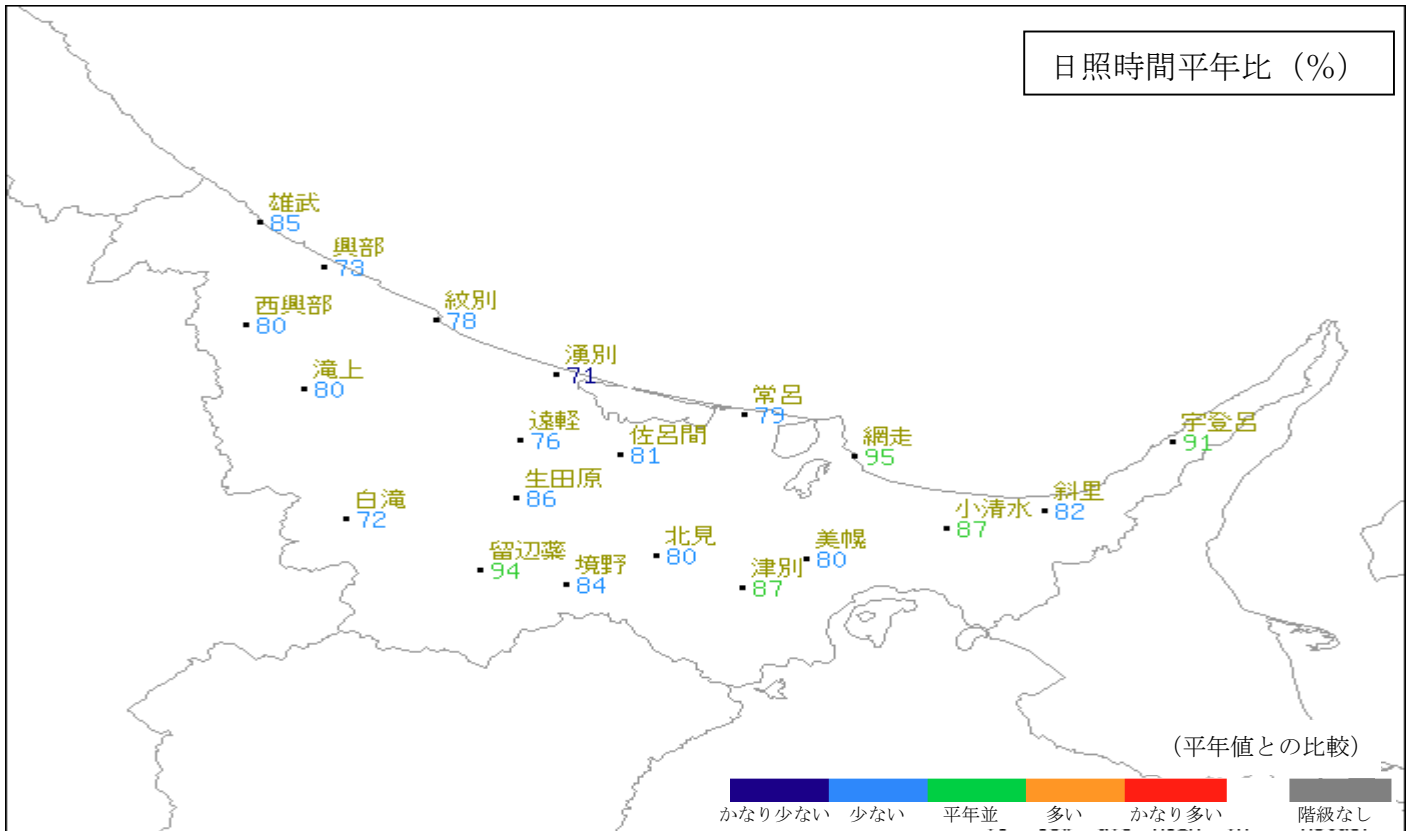 日照時間平年比（％）
雄武
85
興部
73
西興部
80
紋別
78
滝上
80
湧別
71
常呂
79
遠軽
76
佐呂間
81
網走
95
宇登呂
91
生田原
86
白滝
72
小清水
87
斜里
82
留辺蘂
94
境野
84
北見
80
津別
87
美幌
80
（平年値との比較）
かなり少ない 少ない 平年並 多い かなり多い 階級なし